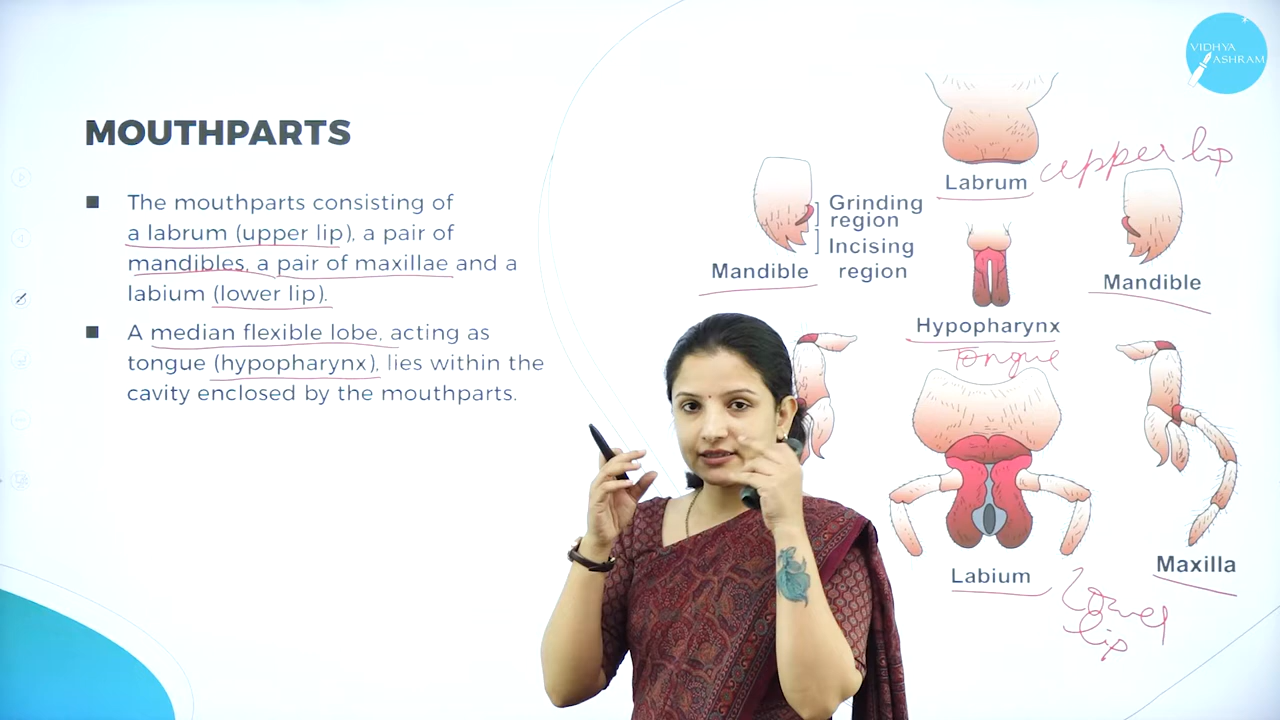 VIDHYA
ASHRAM
MOUTHPARTS
The mouthparts consisting of
a labrum (upper lip), a pair of
mandibles, a pair of maxillae and a
labium (lower lip).
A median flexible lobe, acting as
tongue (hypopharynx), lies within the
cavity enclosed by the mouthparts.
Labrum
upper lip
Grinding
region
Incising
region
Mandible
Mandible
Hypopharynx
Tongue
Labium
Maxilla
Lower
lip